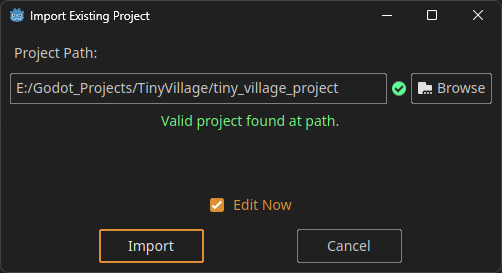 Import Existing Project
Project Path:
E:/Godot_Projects/TinyVillage/tiny_village_project
Browse
Valid project found at path.
Edit Now
Import
Cancel